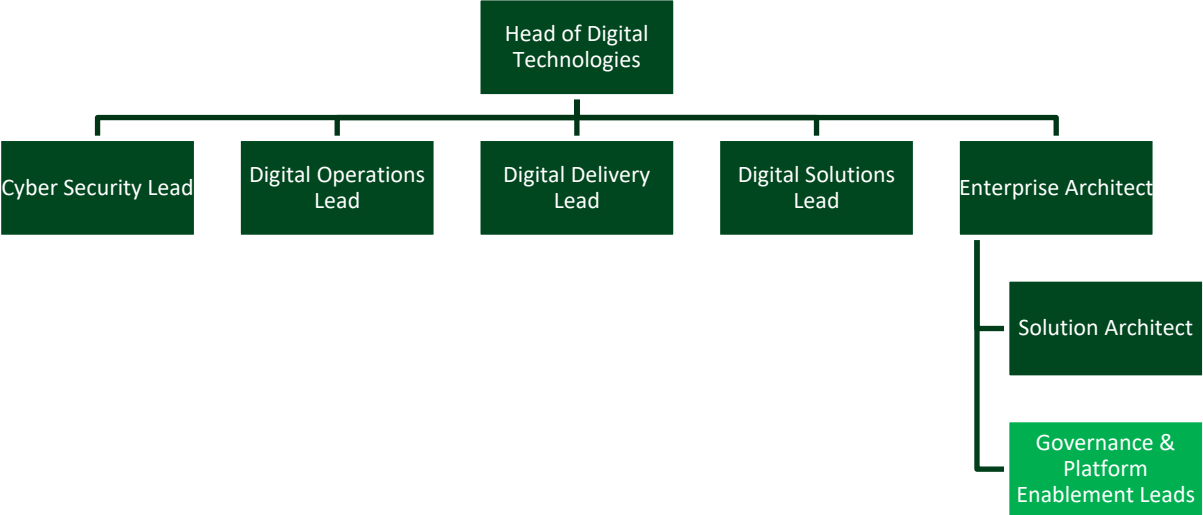 Head of Digital
Technologies
Cyber Security Lead
Digital Operations
Lead
Digital Delivery
Lead
Digital Solutions
Lead
Enterprise Architect
Solution Architect
Governance &
Platform
Enablement Leads